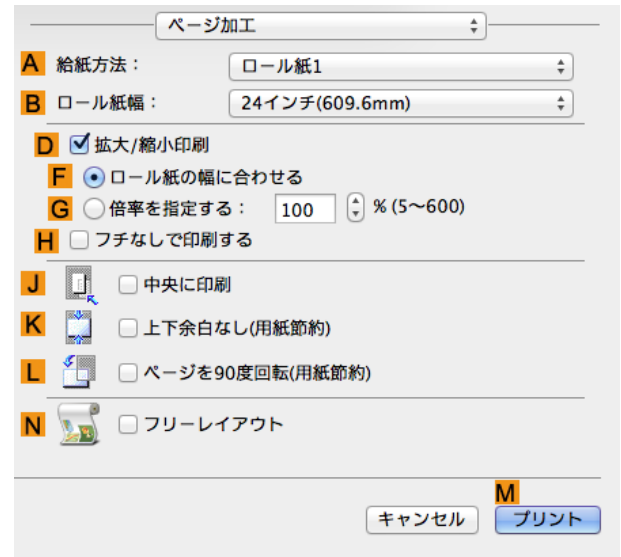 ページ加工
A 給紙方法： ロール紙1
B ロール紙幅： 24インチ(609.6mm)
D 拡大/縮小印刷
F ロール紙の幅に合わせる
G 倍率を指定する： 100 % (5〜600)
H フチなしで印刷する
J 中央に印刷
K 上下余白なし(用紙節約)
L ページを90度回転(用紙節約)
N フリーレイアウト
M
キャンセル プリント